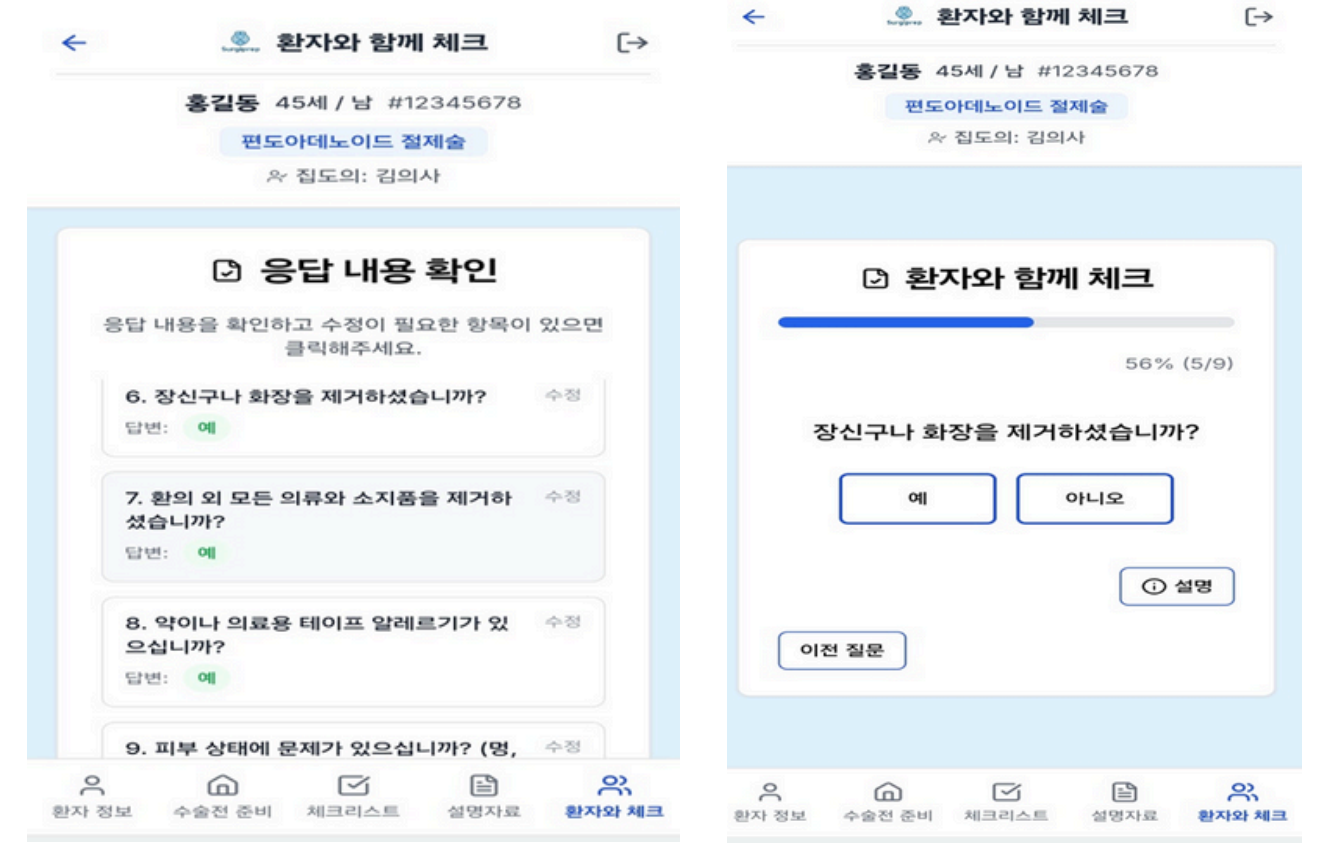 환자와 함께 체크
홍길동 45세 / 남 #12345678
편도아데노이드 절제술
집도의: 김의사
응답 내용 확인
응답 내용을 확인하고 수정이 필요한 항목이 있으면
클릭해주세요.
6. 장신구나 화장을 제거하셨습니까? 수정
답변: 예
7. 환의 외 모든 의류와 소지품을 제거하 수정
셨습니까?
답변: 예
8. 약이나 의료용 테이프 알레르기가 있 수정
으십니까?
답변: 예
9. 피부 상태에 문제가 있으십니까? (멍, 수정
환자 정보 수술전 준비 체크리스트 설명자료 환자와 체크
환자와 함께 체크
홍길동 45세 / 남 #12345678
편도아데노이드 절제술
집도의: 김의사
환자와 함께 체크
56% (5/9)
장신구나 화장을 제거하셨습니까?
예 아니오
설명
이전 질문
환자 정보 수술전 준비 체크리스트 설명자료 환자와 체크